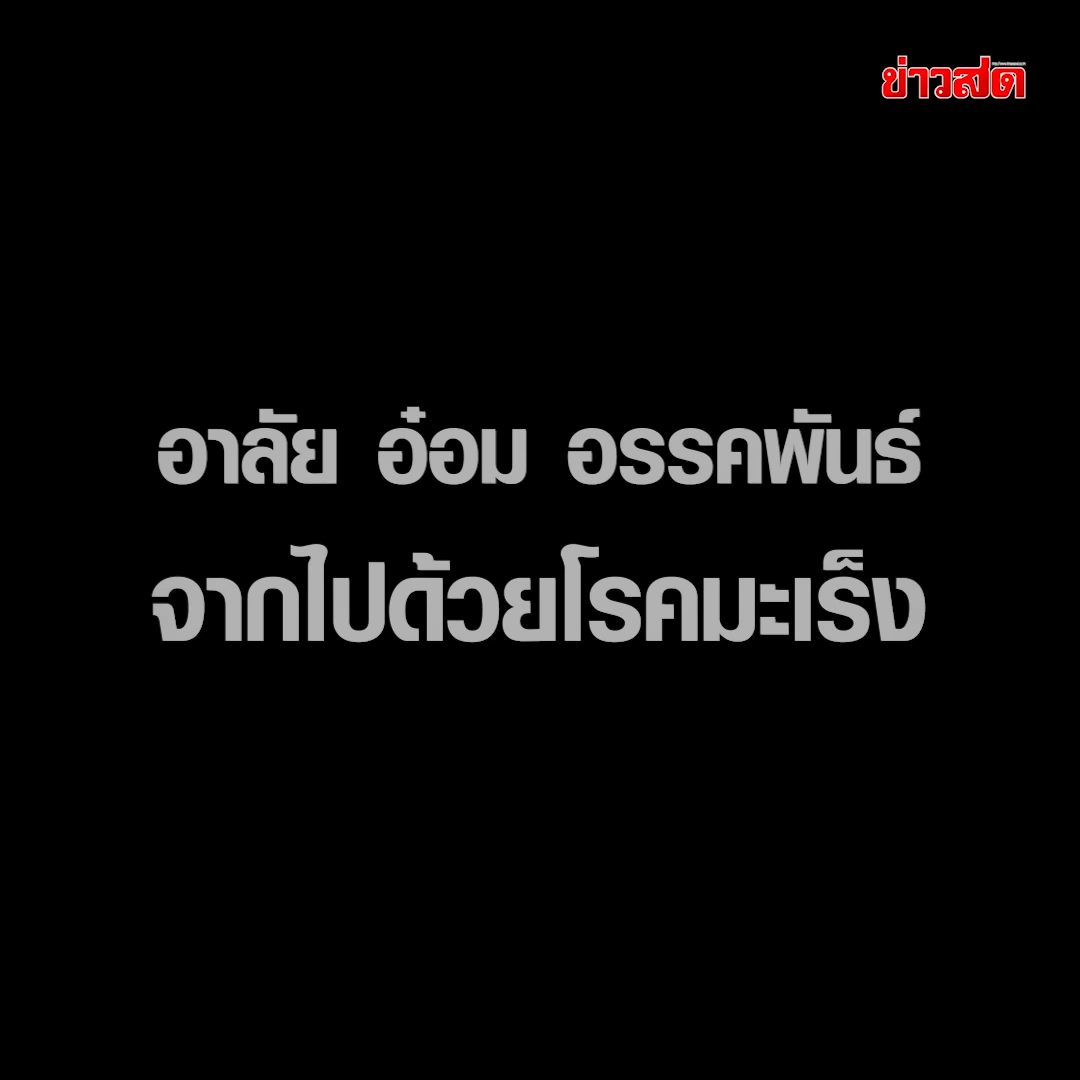 ข่าวสด
อาลัย อ๋อม อรรคพันธ์
จากไปด้วยโรคมะเร็ง